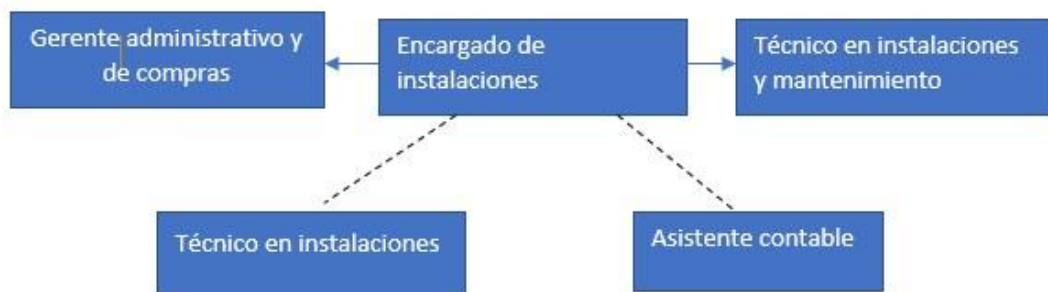 Gerente administrativo y
de compras
Encargado de
instalaciones
Técnico en instalaciones
y mantenimiento
Técnico en instalaciones
Asistente contable